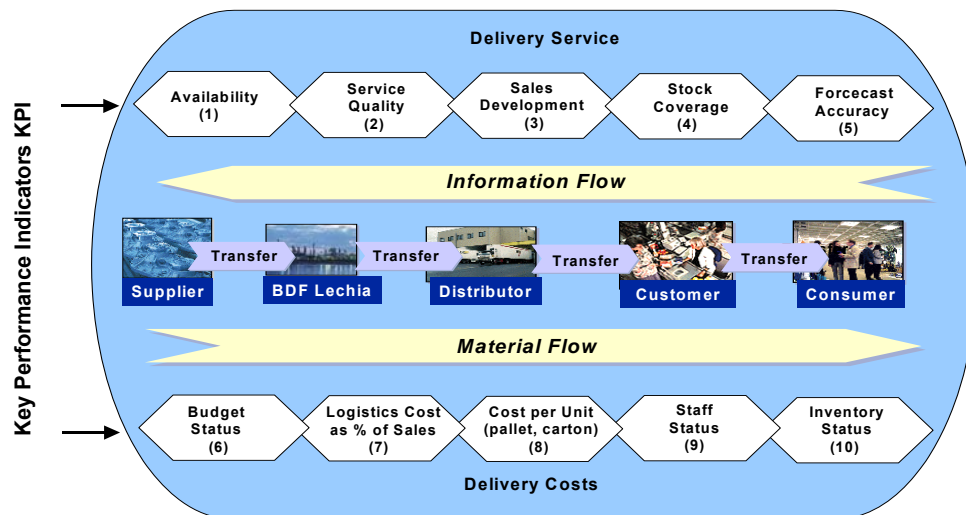 Key Performance Indicators KPI
Delivery Service
Availability
(1)
Service
Quality
(2)
Sales
Development
(3)
Stock
Coverage
(4)
Forcecast
Accuracy
(5)
Information Flow
Transfer
Transfer
Transfer
Transfer
Supplier
BDF Lechia
Distributor
Customer
Consumer
Material Flow
Budget
Status
(6)
Logistics Cost
as % of Sales
(7)
Cost per Unit
(pallet, carton)
(8)
Staff
Status
(9)
Inventory
Status
(10)
Delivery Costs